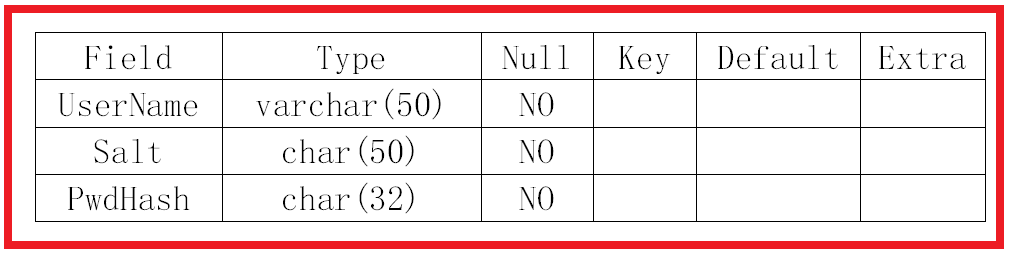 Field Type Null Key Default Extra
UserName varchar(50) NO
Salt char(50) NO
PwdHash char(32) NO